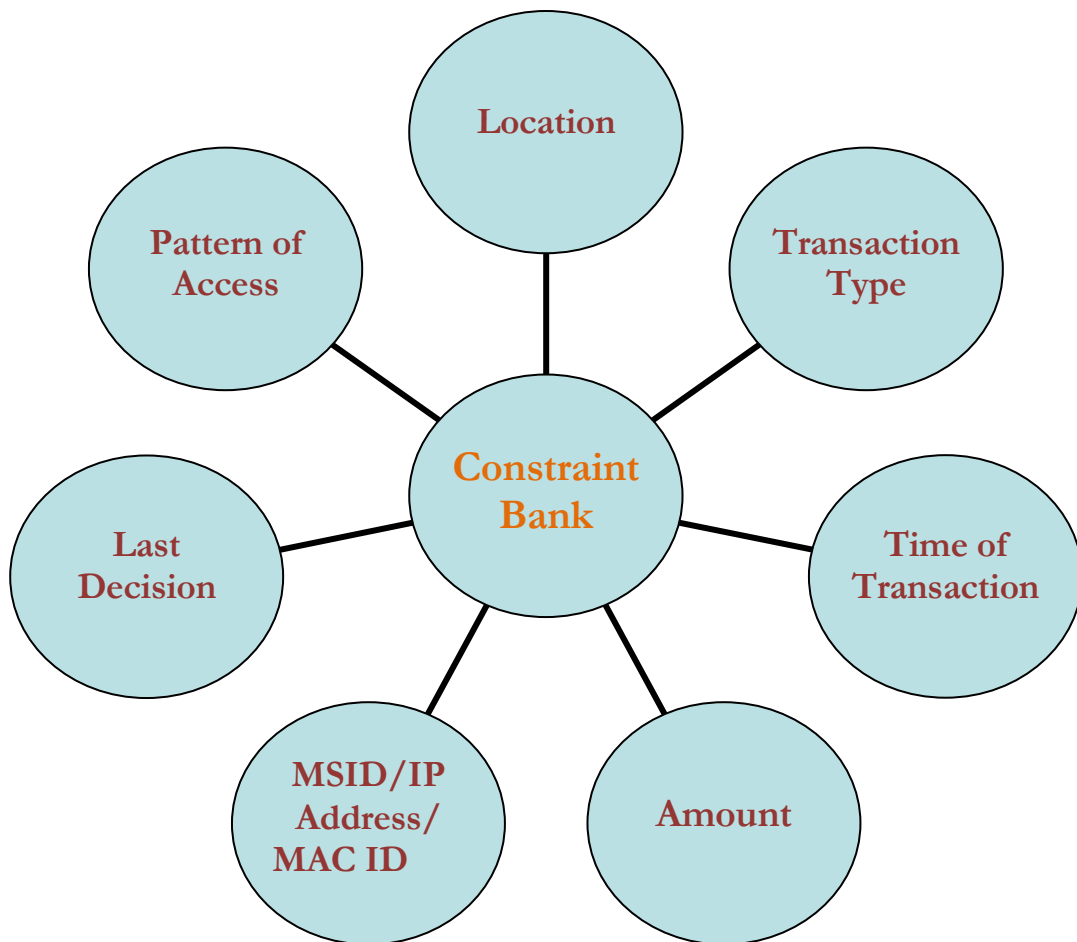 Location
Pattern of
Access
Transaction
Type
Constraint
Bank
Last
Decision
Time of
Transaction
MSID/IP
Address/
MAC ID
Amount